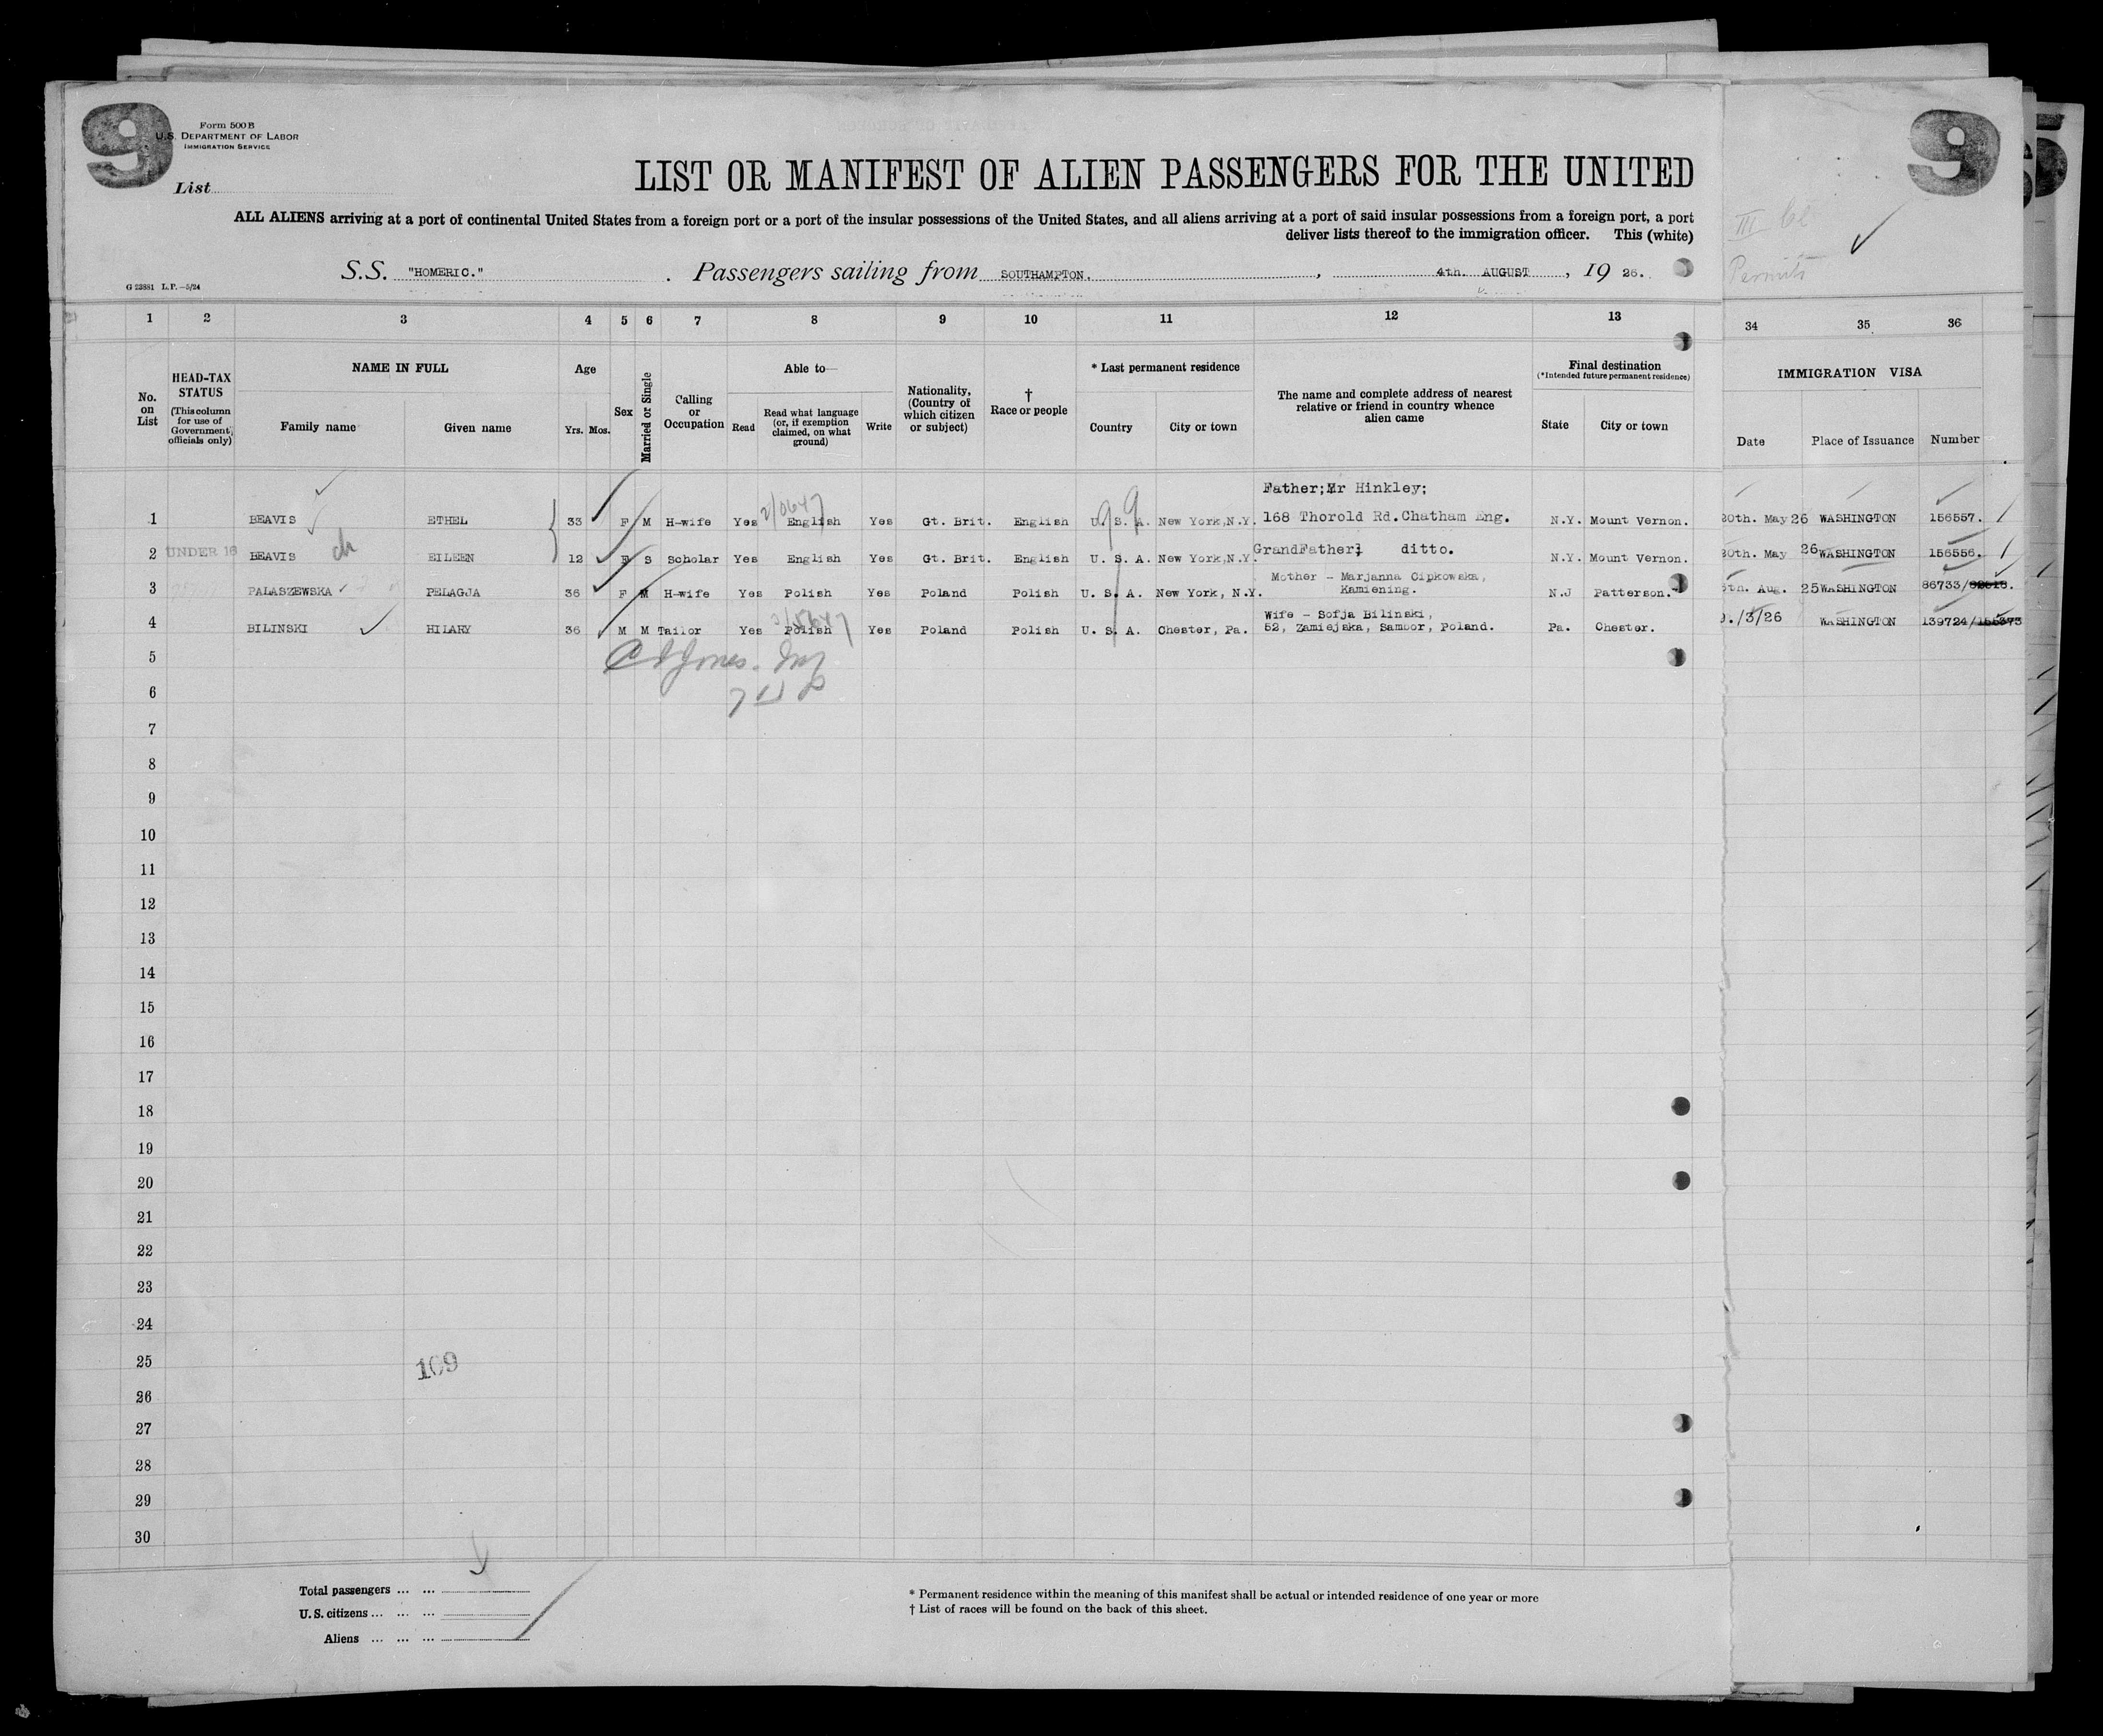 9
Form 500B
U.S. DEPARTMENT OF LABOR
IMMIGRATION SERVICE
List
LIST OR MANIFEST OF ALIEN PASSENGERS FOR THE UNITED
ALL ALIENS arriving at a port of continental United States from a foreign port or a port of the insular possessions of the United States, and all aliens arriving at a port of said insular possessions from a foreign port, a port
deliver lists thereof to the immigration officer. This (white)
S.S. "HOMERIC." . Passengers sailing from SOUTHAMPTON. , 4th. AUGUST , 19 26.
G 23881 L.P.—5/24
9
5
III Cl
Permits
1 2 3 4 5 6 7 8 9 10 11 12 13 34 35 36
No. on List
HEAD-TAX STATUS (This column for use of Government officials only)
NAME IN FULL
Family name Given name
Age
Yrs. Mos.
Sex
Married or Single
Calling or Occupation
Able to—
Read Read what language (or, if exemption claimed, on what ground) Write
Nationality, (Country of which citizen or subject)
† Race or people
* Last permanent residence
Country City or town
The name and complete address of nearest relative or friend in country whence alien came
Final destination
(*Intended future permanent residence)
State City or town
IMMIGRATION VISA
Date Place of Issuance Number
Father;Mr Hinkley;
1 BEAVIS ETHEL 33 F M H-wife Yes English Yes Gt. Brit. English U. S. A. New York,N.Y. 168 Thorold Rd.Chatham Eng. N.Y. Mount Vernon. 20th. May 26 WASHINGTON 156557.
2 UNDER 16 BEAVIS ch EILEEN 12 F S Scholar Yes English Yes Gt. Brit. English U. S. A. New York,N.Y. GrandFather; ditto. N.Y. Mount Vernon. 20th. May 26 WASHINGTON 156556.
Mother - Marjanna Cipkowska,
3 PALASZEWSKA PELAGJA 36 F M H-wife Yes Polish Yes Poland Polish U. S. A. New York, N.Y. Kamiening. N.J Patterson. 5th. Aug. 25 WASHINGTON 86733/
Wife - Sofja Bilinski,
4 BILINSKI HILARY 36 M M Tailor Yes Polish Yes Poland Polish U. S. A. Chester, Pa. 52, Zamiejska, Sambor, Poland. Pa. Chester. /3/26 WASHINGTON 139724/
5
6
7
8
9
10
11
12
13
14
15
16
17
18
19
20
21
22
23
24
25
109
26
27
28
29
30
Total passengers ... ...
U.S. citizens ... ... ...
Aliens ... ... ...
* Permanent residence within the meaning of this manifest shall be actual or intended residence of one year or more
† List of races will be found on the back of this sheet.